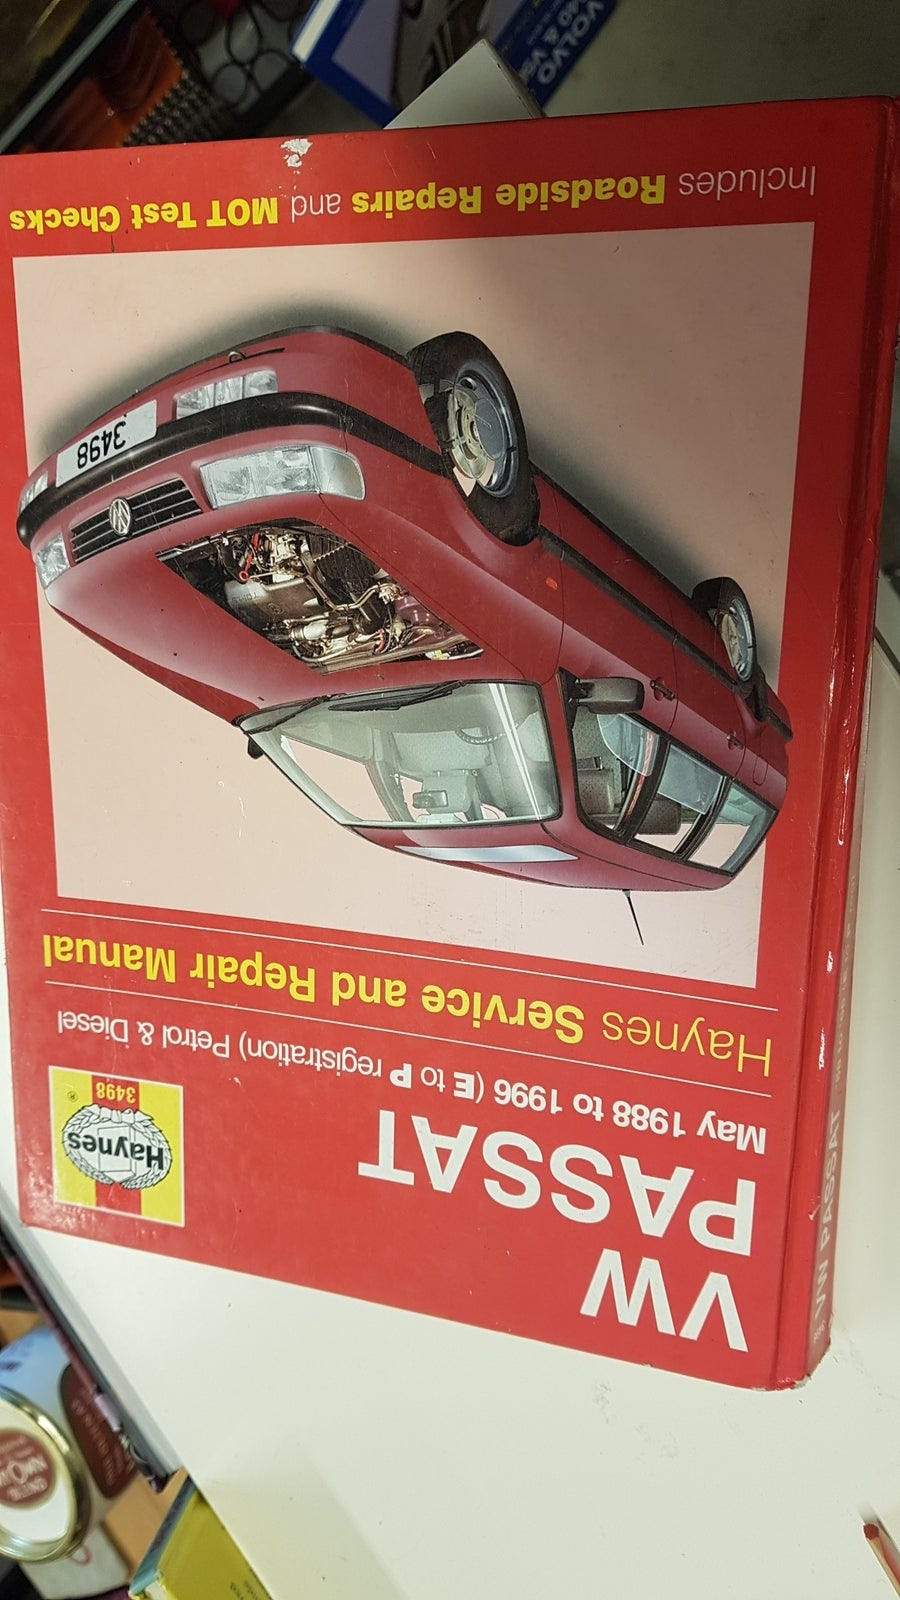 VW
PASSAT
May 1988 to 1996 (E to P registration) Petrol & Diesel
Haynes Service and Repair Manual
Haynes
®
3498
3498
Includes Roadside Repairs and MOT Test Checks
VW PASSAT
VOLVO